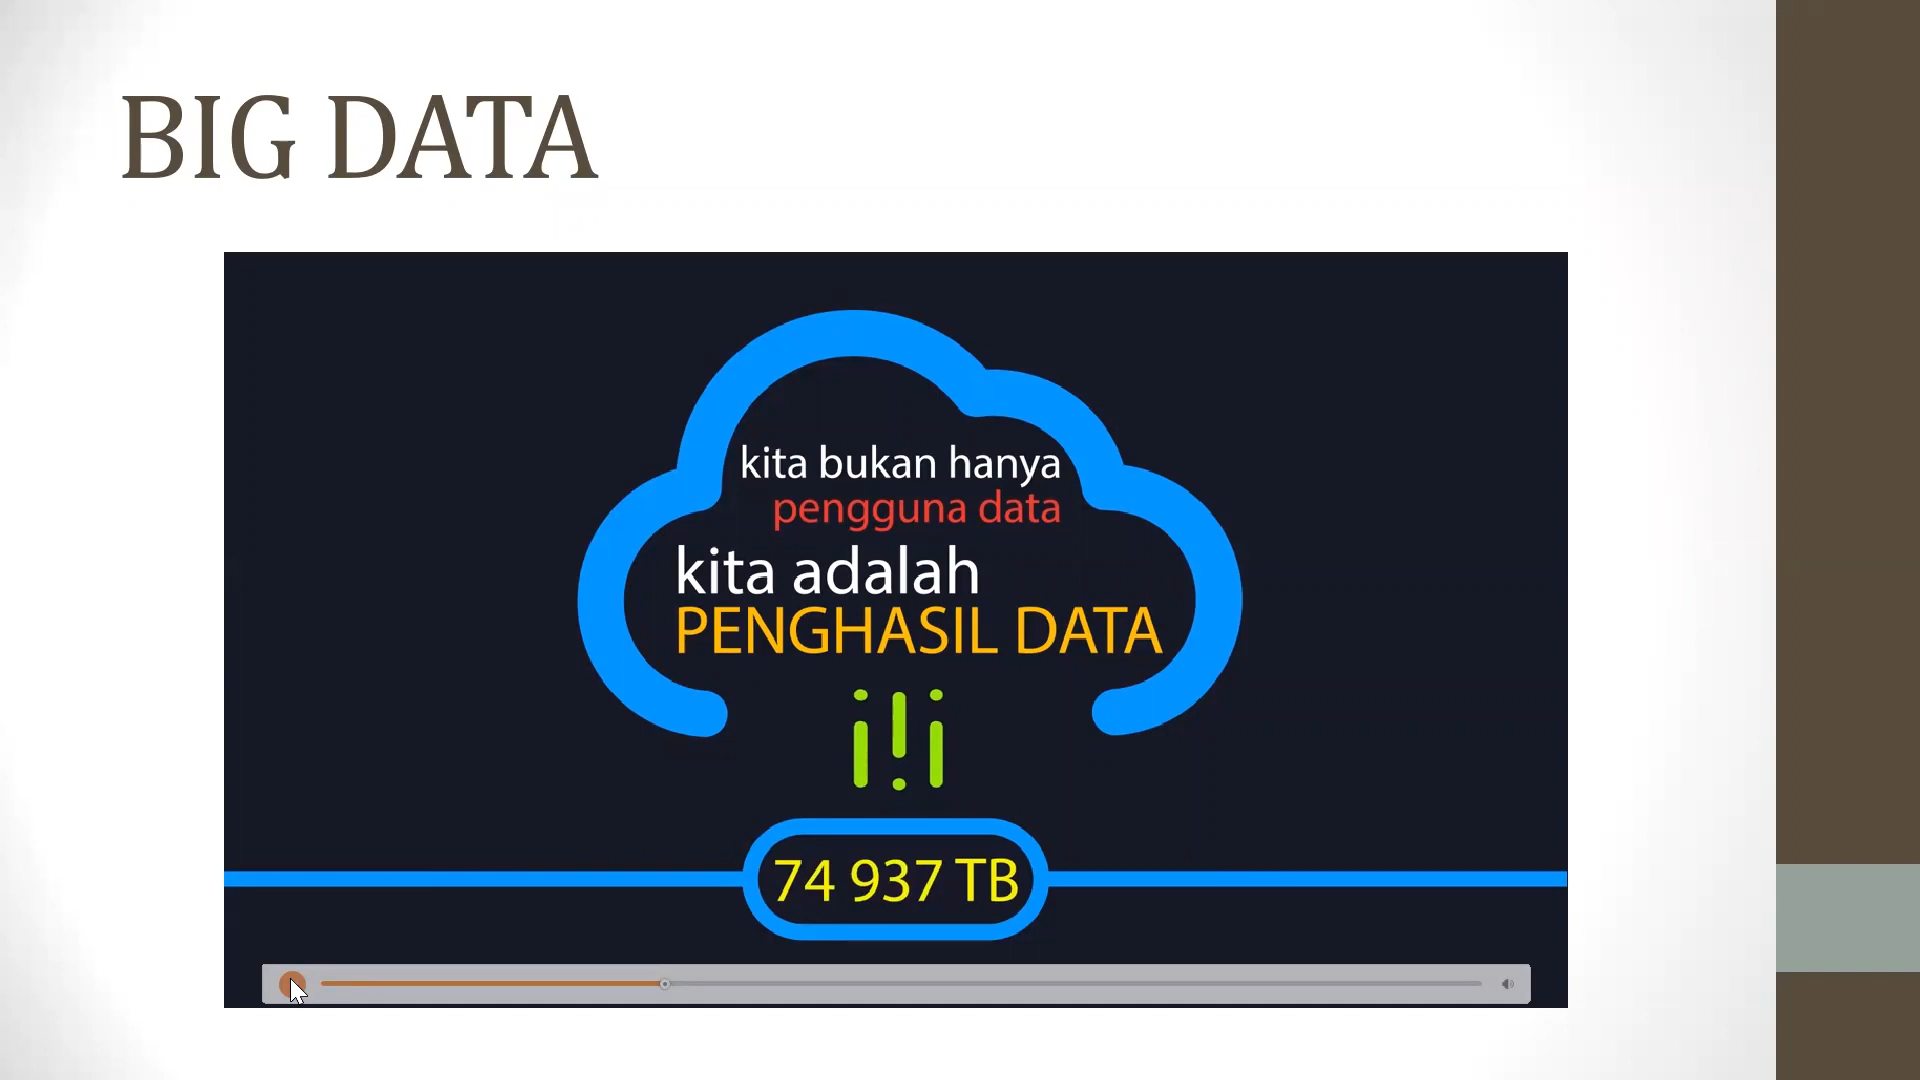 BIG DATA
kita bukan hanya
pengguna data
kita adalah
PENGHASIL DATA
74 937 TB